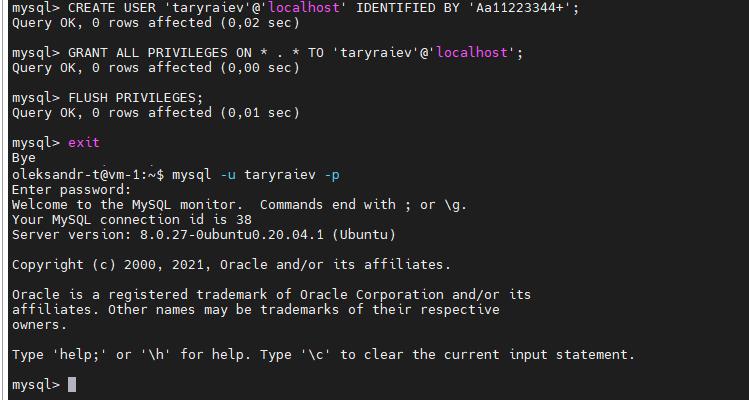 mysql> CREATE USER 'taryraiev'@'localhost' IDENTIFIED BY 'Aa11223344+';
Query OK, 0 rows affected (0,02 sec)
mysql> GRANT ALL PRIVILEGES ON * . * TO 'taryraiev'@'localhost';
Query OK, 0 rows affected (0,00 sec)
mysql> FLUSH PRIVILEGES;
Query OK, 0 rows affected (0,01 sec)
mysql> exit
Bye
oleksandr-t@vm-1:~$ mysql -u taryraiev -p
Enter password:
Welcome to the MySQL monitor.  Commands end with ; or \g.
Your MySQL connection id is 38
Server version: 8.0.27-0ubuntu0.20.04.1 (Ubuntu)
Copyright (c) 2000, 2021, Oracle and/or its affiliates.
Oracle is a registered trademark of Oracle Corporation and/or its
affiliates. Other names may be trademarks of their respective
owners.
Type 'help;' or '\h' for help. Type '\c' to clear the current input statement.
mysql>